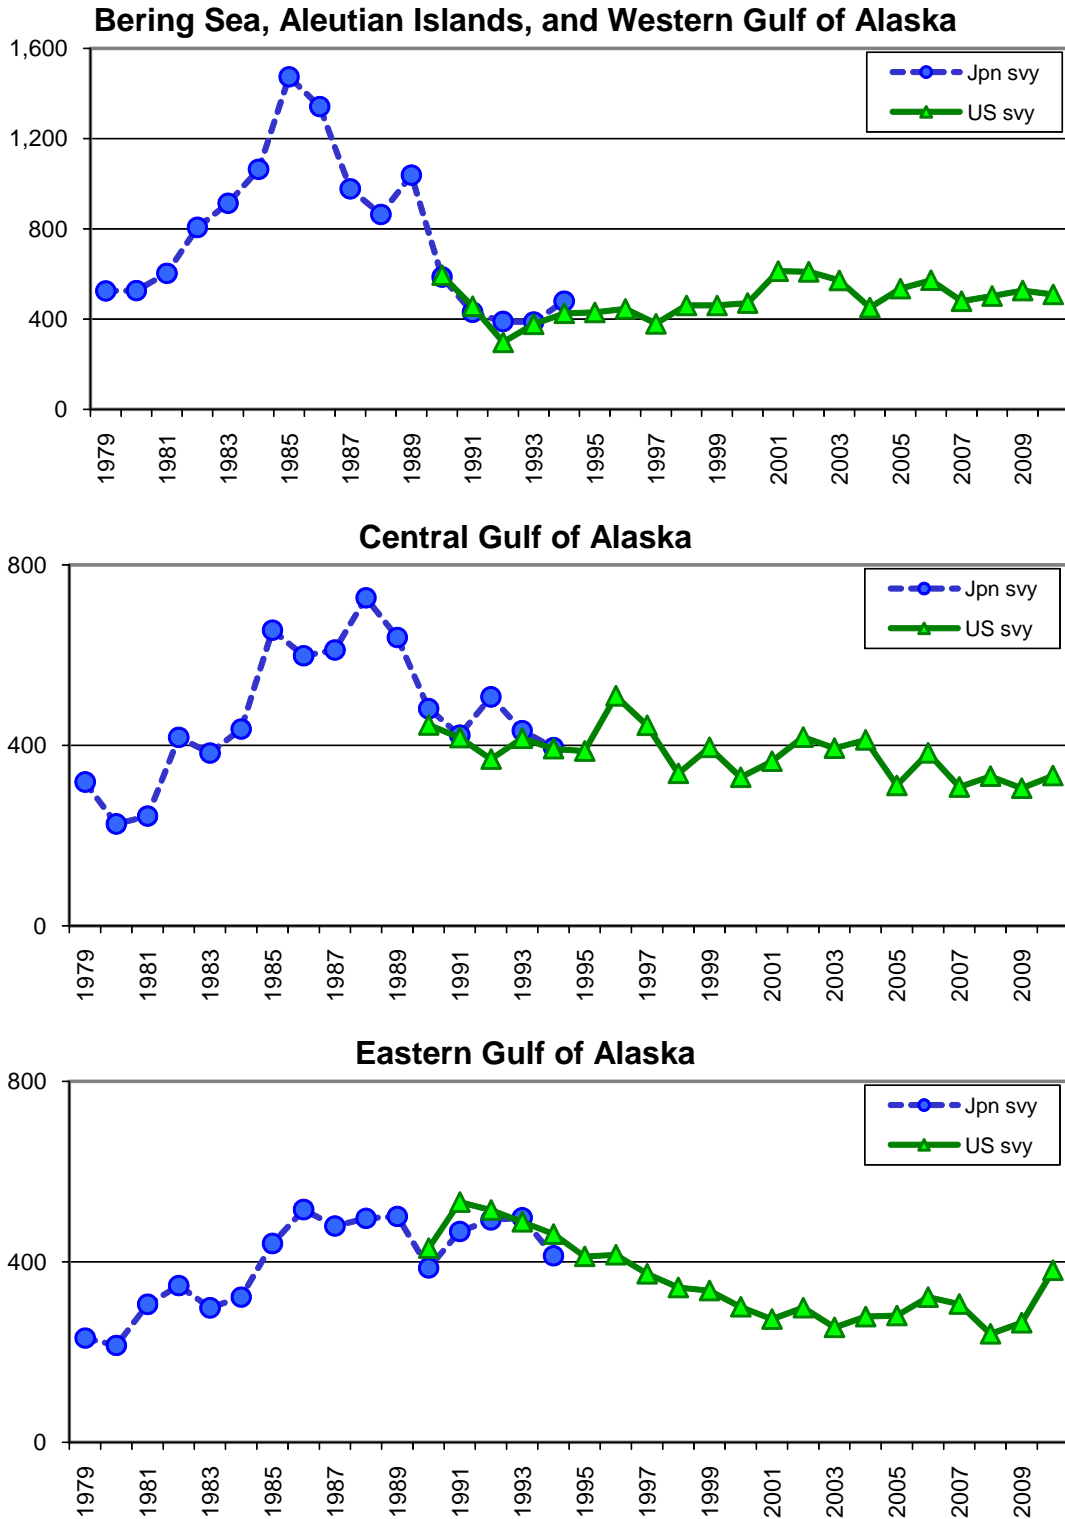 Bering Sea, Aleutian Islands, and Western Gulf of Alaska
1,600
1,200
800
400
0
Jpn svy
US svy
1979 1981 1983 1985 1987 1989 1991 1993 1995 1997 1999 2001 2003 2005 2007 2009
Central Gulf of Alaska
800
400
0
Jpn svy
US svy
1979 1981 1983 1985 1987 1989 1991 1993 1995 1997 1999 2001 2003 2005 2007 2009
Eastern Gulf of Alaska
800
400
0
Jpn svy
US svy
1979 1981 1983 1985 1987 1989 1991 1993 1995 1997 1999 2001 2003 2005 2007 2009